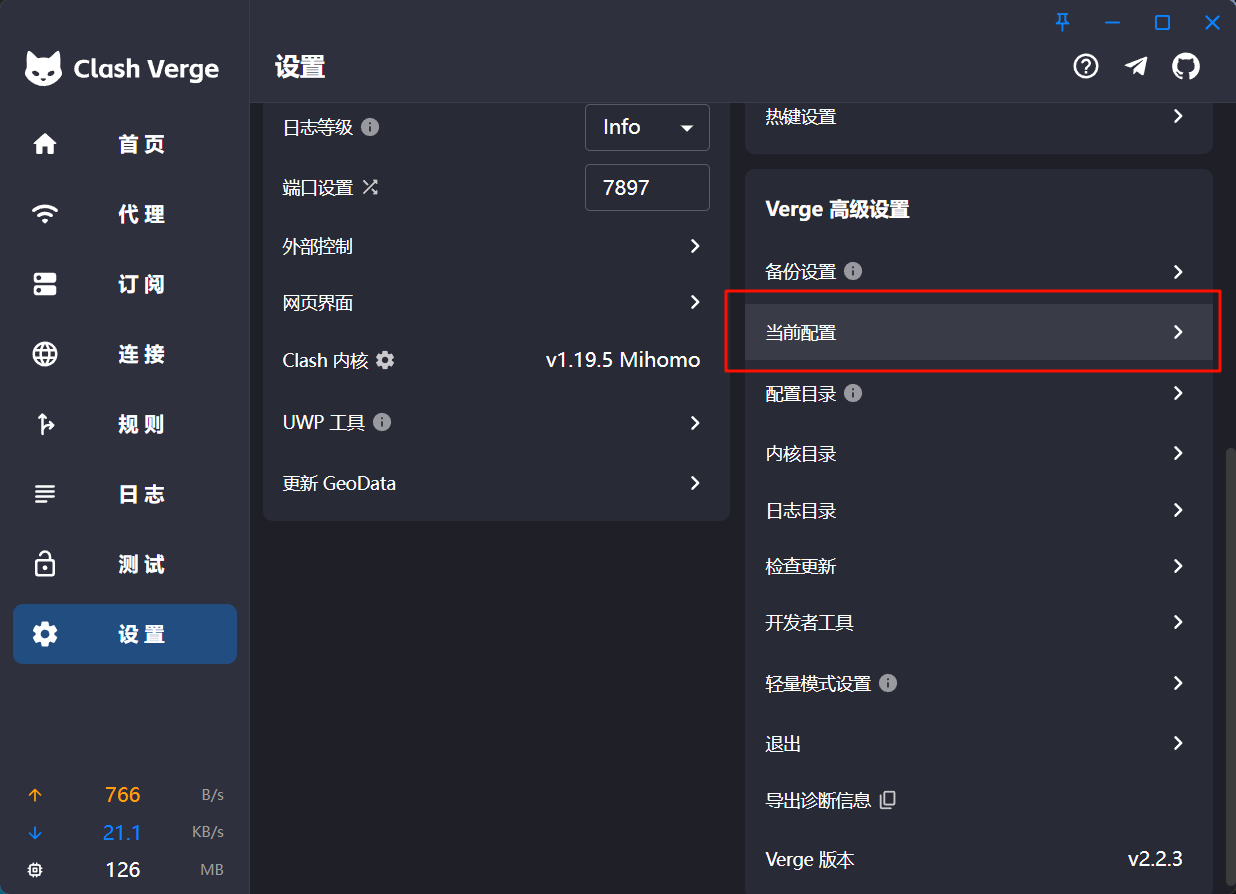 Clash Verge
首 页
代 理
订 阅
连 接
规 则
日 志
测 试
设 置
766 B/s
21.1 KB/s
126 MB
设置
日志等级 Info
端口设置 7897
外部控制
网页界面
Clash 内核 v1.19.5 Mihomo
UWP 工具
更新 GeoData
热键设置
Verge 高级设置
备份设置
当前配置
配置目录
内核目录
日志目录
检查更新
开发者工具
轻量模式设置
退出
导出诊断信息
Verge 版本 v2.2.3